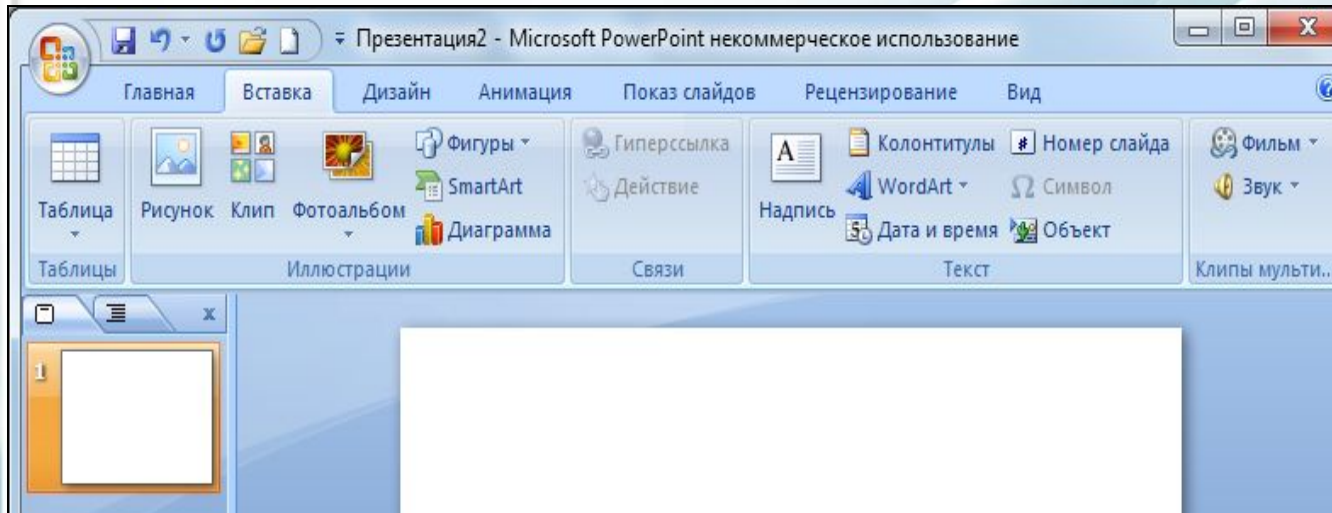 Презентация2 - Microsoft PowerPoint некоммерческое использование
Главная Вставка Дизайн Анимация Показ слайдов Рецензирование Вид
Таблица
Рисунок Клип Фотоальбом
Фигуры
SmartArt
Диаграмма
Гиперссылка
Действие
Надпись
Колонтитулы
WordArt
Дата и время
Номер слайда
Символ
Объект
Фильм
Звук
Таблицы Иллюстрации Связи Текст Клипы мульти..
1